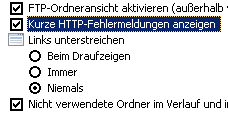 FTP-Ordneransicht aktivieren (außerhalb
Kurze HTTP-Fehlermeldungen anzeigen
Links unterstreichen
Beim Draufzeigen
Immer
Niemals
Nicht verwendete Ordner im Verlauf und